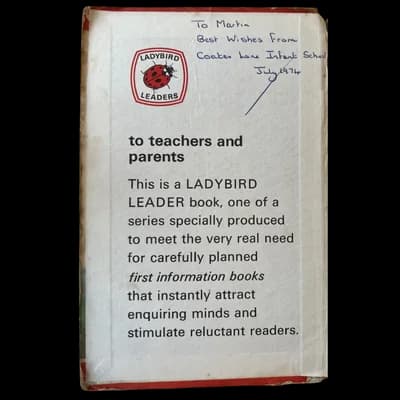 To Martin
Best Wishes From
Coates Lane Infant School
July 1974
LADYBIRD
LEADERS
to teachers and
parents
This is a LADYBIRD
LEADER book, one of a
series specially produced
to meet the very real need
for carefully planned
first information books
that instantly attract
enquiring minds and
stimulate reluctant readers.